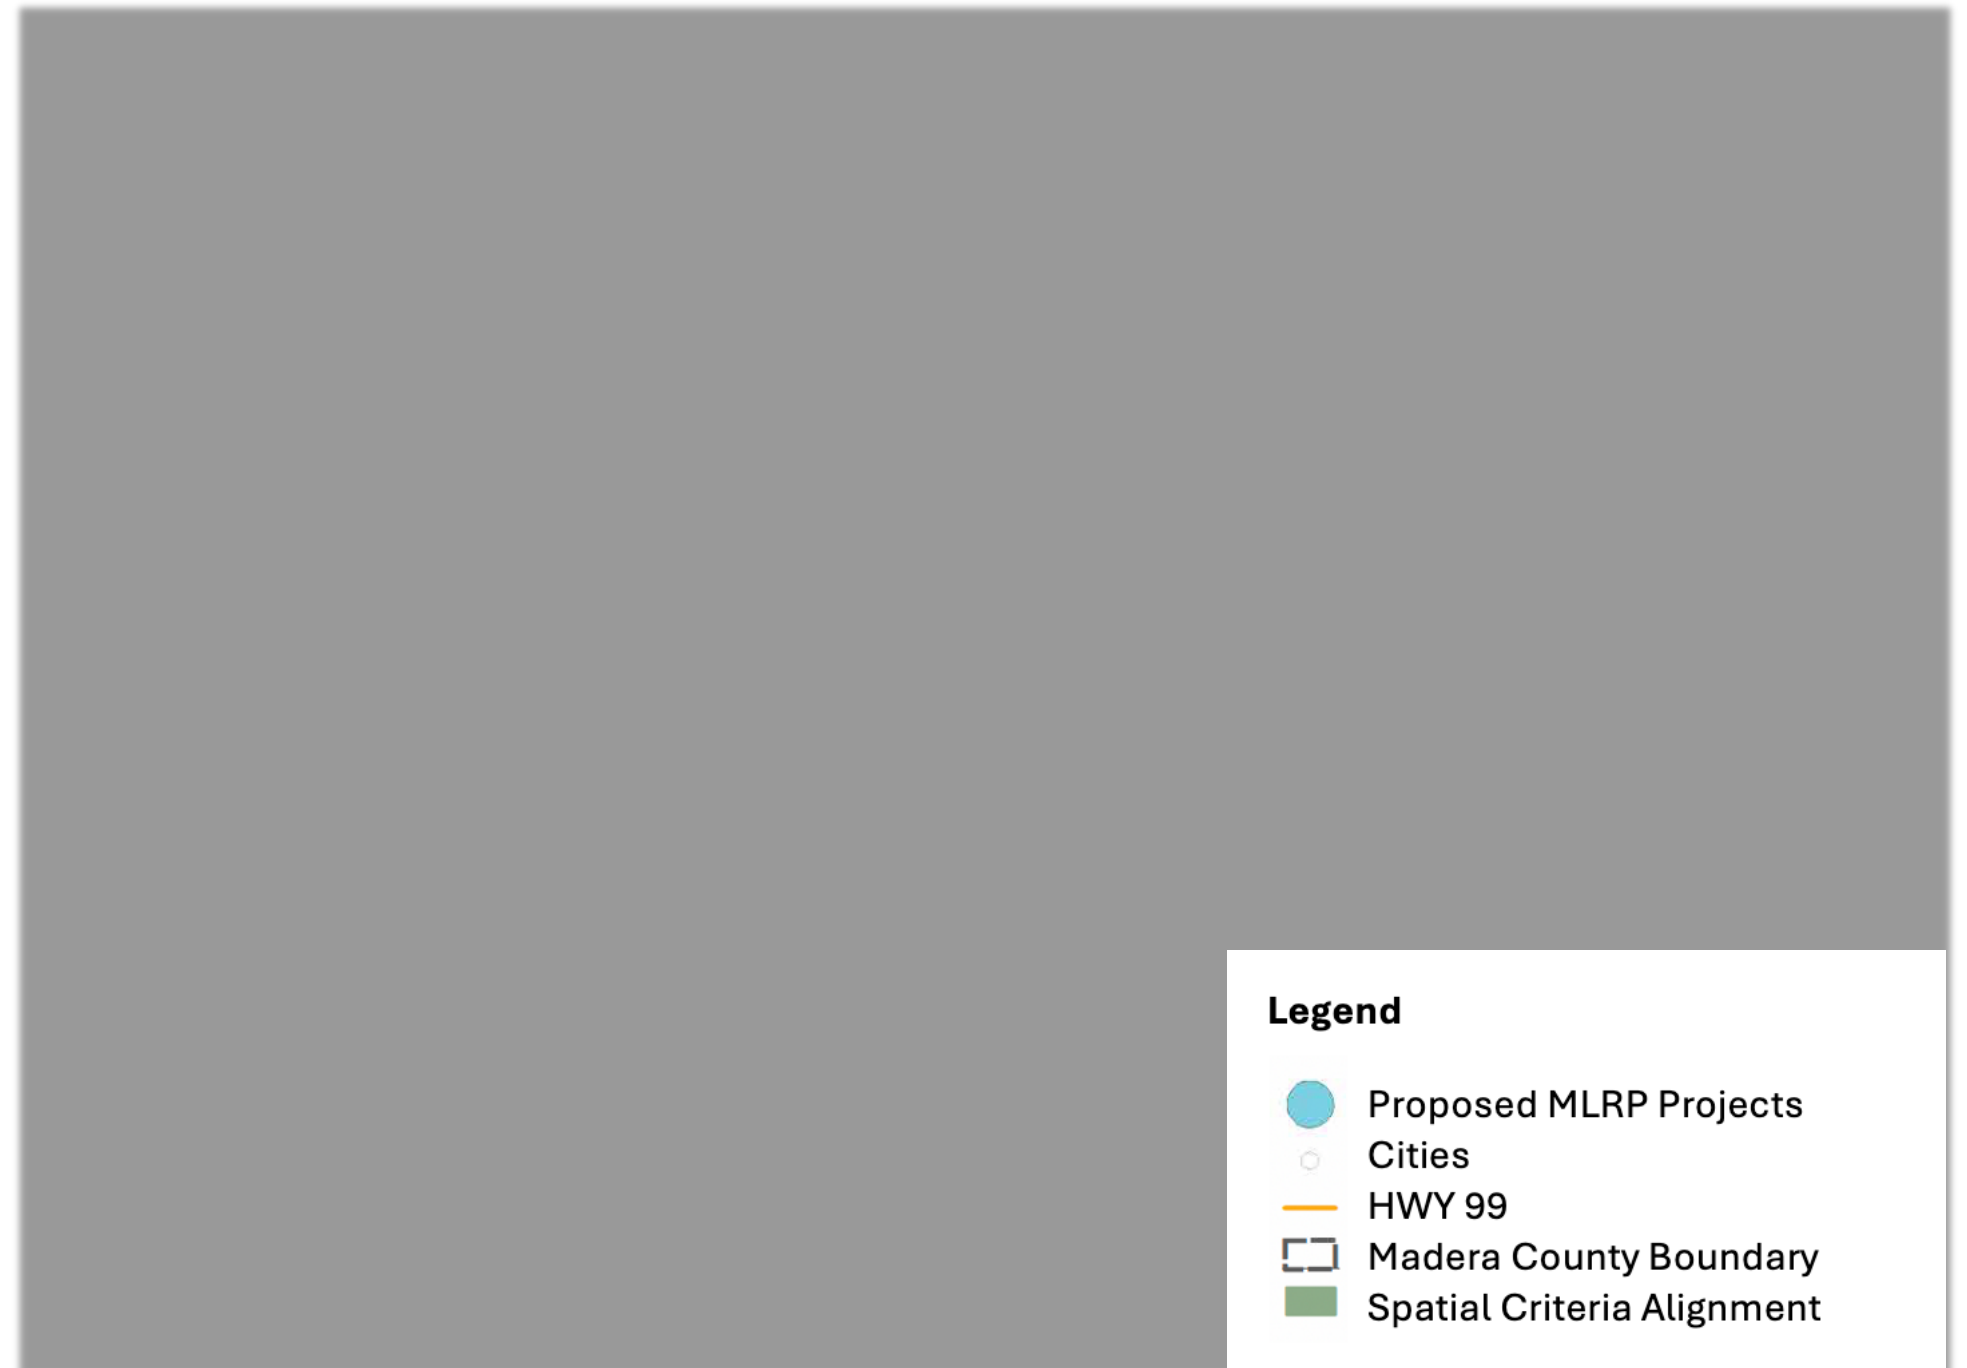 Legend
Proposed MLRP Projects
Cities
HWY 99
Madera County Boundary
Spatial Criteria Alignment